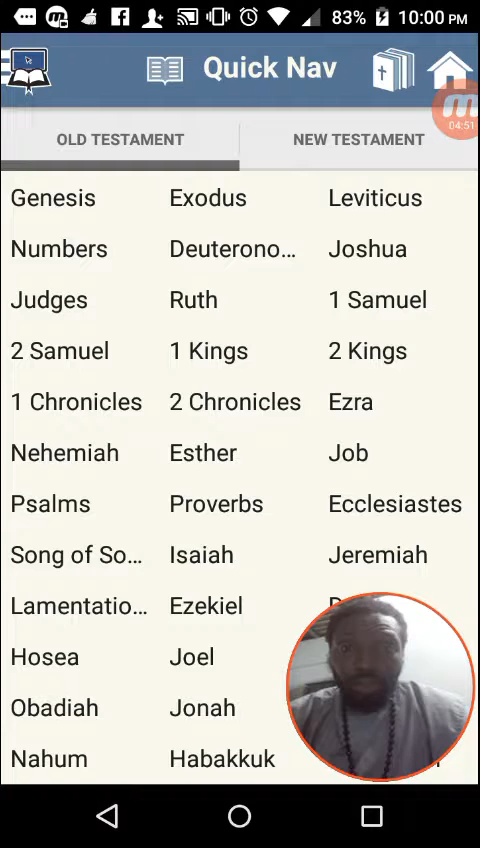 83% 10:00 PM
Quick Nav
04:51
OLD TESTAMENT NEW TESTAMENT
Genesis Exodus Leviticus
Numbers Deuterono... Joshua
Judges Ruth 1 Samuel
2 Samuel 1 Kings 2 Kings
1 Chronicles 2 Chronicles Ezra
Nehemiah Esther Job
Psalms Proverbs Ecclesiastes
Song of So... Isaiah Jeremiah
Lamentatio... Ezekiel
Hosea Joel
Obadiah Jonah
Nahum Habakkuk